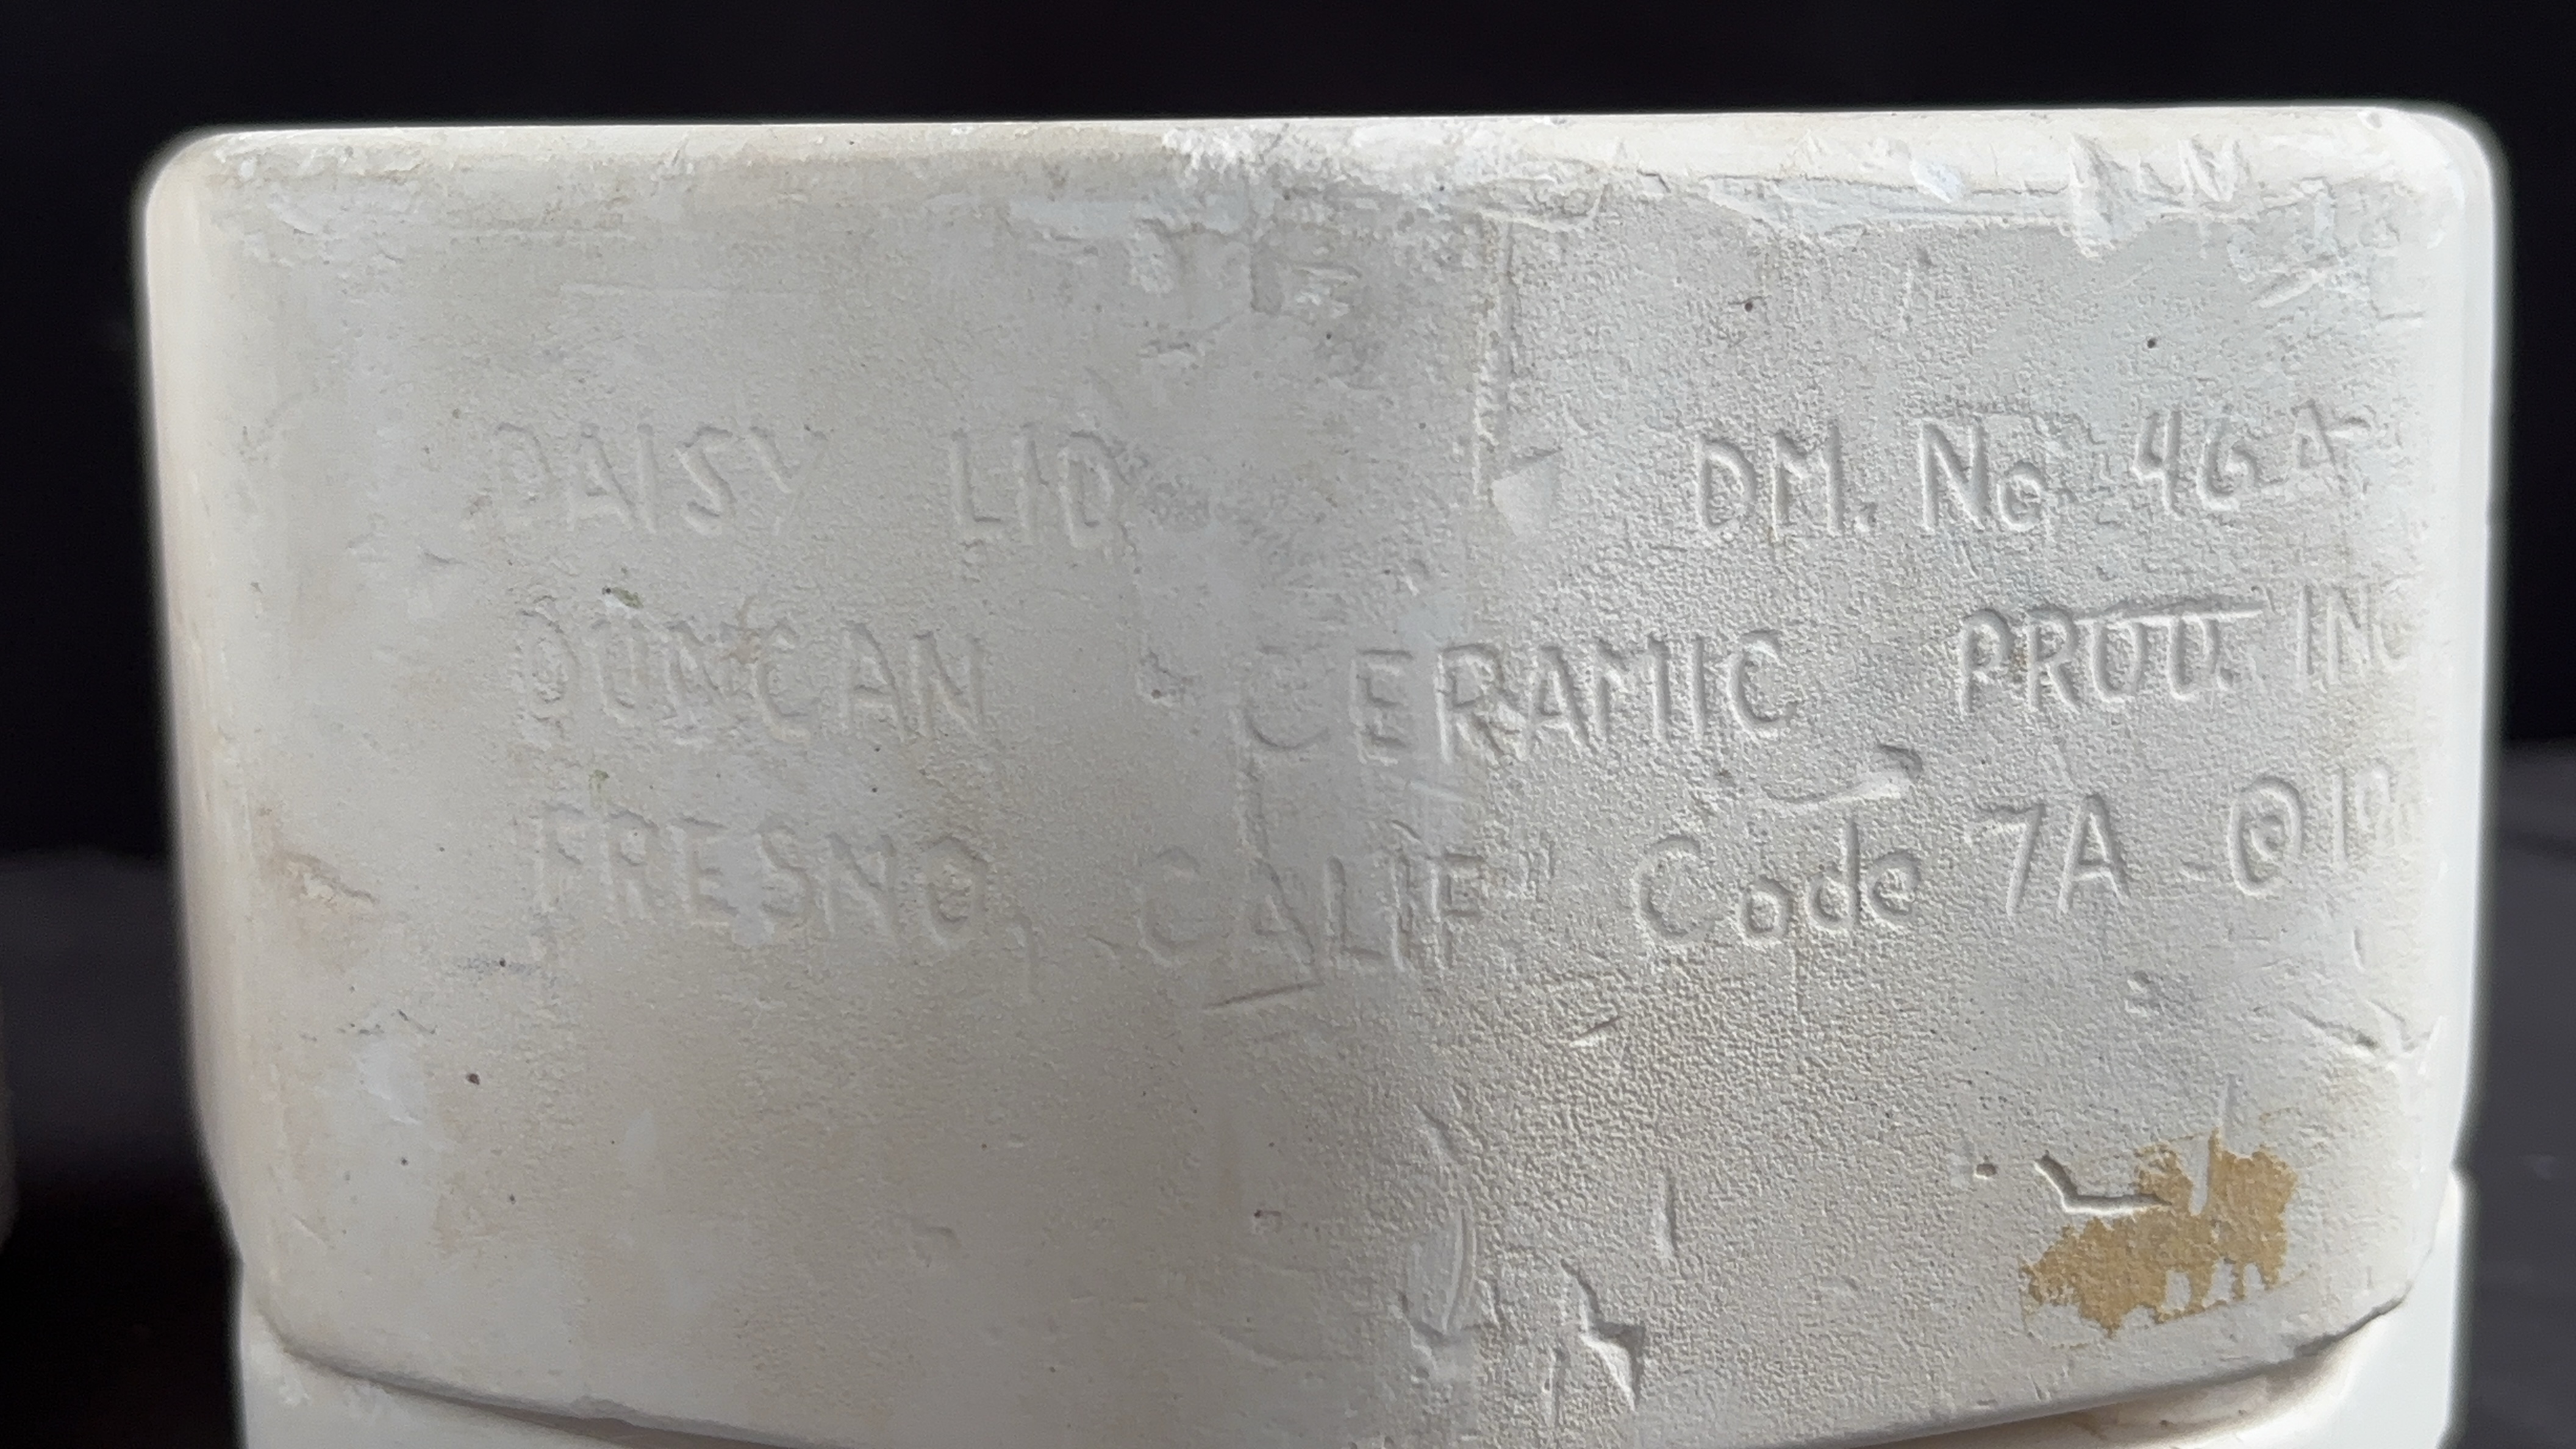 DAISY LID DM. No 46A
DUNCAN CERAMIC PROD. INC
FRESNO, CALIF" Code 7A ©